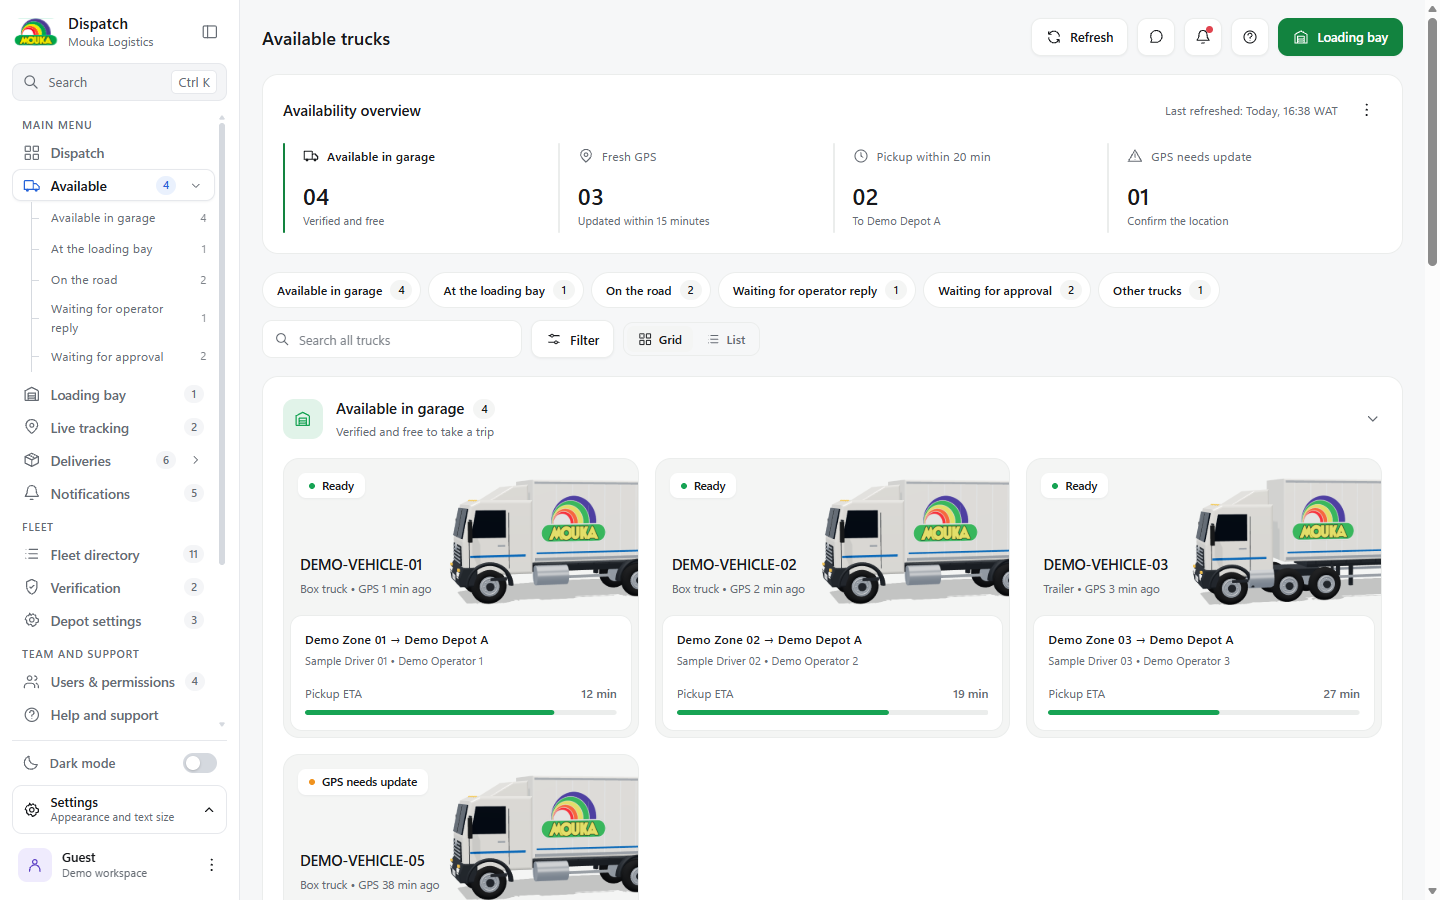 MOUKA
Dispatch
Mouka Logistics
Search
Ctrl K
MAIN MENU
Dispatch
Available
4
Available in garage
4
At the loading bay
1
On the road
2
Waiting for operator
reply
1
Waiting for approval
2
Loading bay
1
Live tracking
2
Deliveries
6
Notifications
5
FLEET
Fleet directory
11
Verification
2
Depot settings
3
TEAM AND SUPPORT
Users & permissions
4
Help and support
Dark mode
Settings
Appearance and text size
Guest
Demo workspace
Available trucks
Refresh
Loading bay
Availability overview
Last refreshed: Today, 16:38 WAT
Available in garage
04
Verified and free
Fresh GPS
03
Updated within 15 minutes
Pickup within 20 min
02
To Demo Depot A
GPS needs update
01
Confirm the location
Available in garage 4
At the loading bay 1
On the road 2
Waiting for operator reply 1
Waiting for approval 2
Other trucks 1
Search all trucks
Filter
Grid
List
Available in garage 4
Verified and free to take a trip
Ready
MOUKA
DEMO-VEHICLE-01
Box truck • GPS 1 min ago
Demo Zone 01 → Demo Depot A
Sample Driver 01 • Demo Operator 1
Pickup ETA
12 min
Ready
MOUKA
DEMO-VEHICLE-02
Box truck • GPS 2 min ago
Demo Zone 02 → Demo Depot A
Sample Driver 02 • Demo Operator 2
Pickup ETA
19 min
Ready
MOUKA
DEMO-VEHICLE-03
Trailer • GPS 3 min ago
Demo Zone 03 → Demo Depot A
Sample Driver 03 • Demo Operator 3
Pickup ETA
27 min
GPS needs update
MOUKA
DEMO-VEHICLE-05
Box truck • GPS 38 min ago